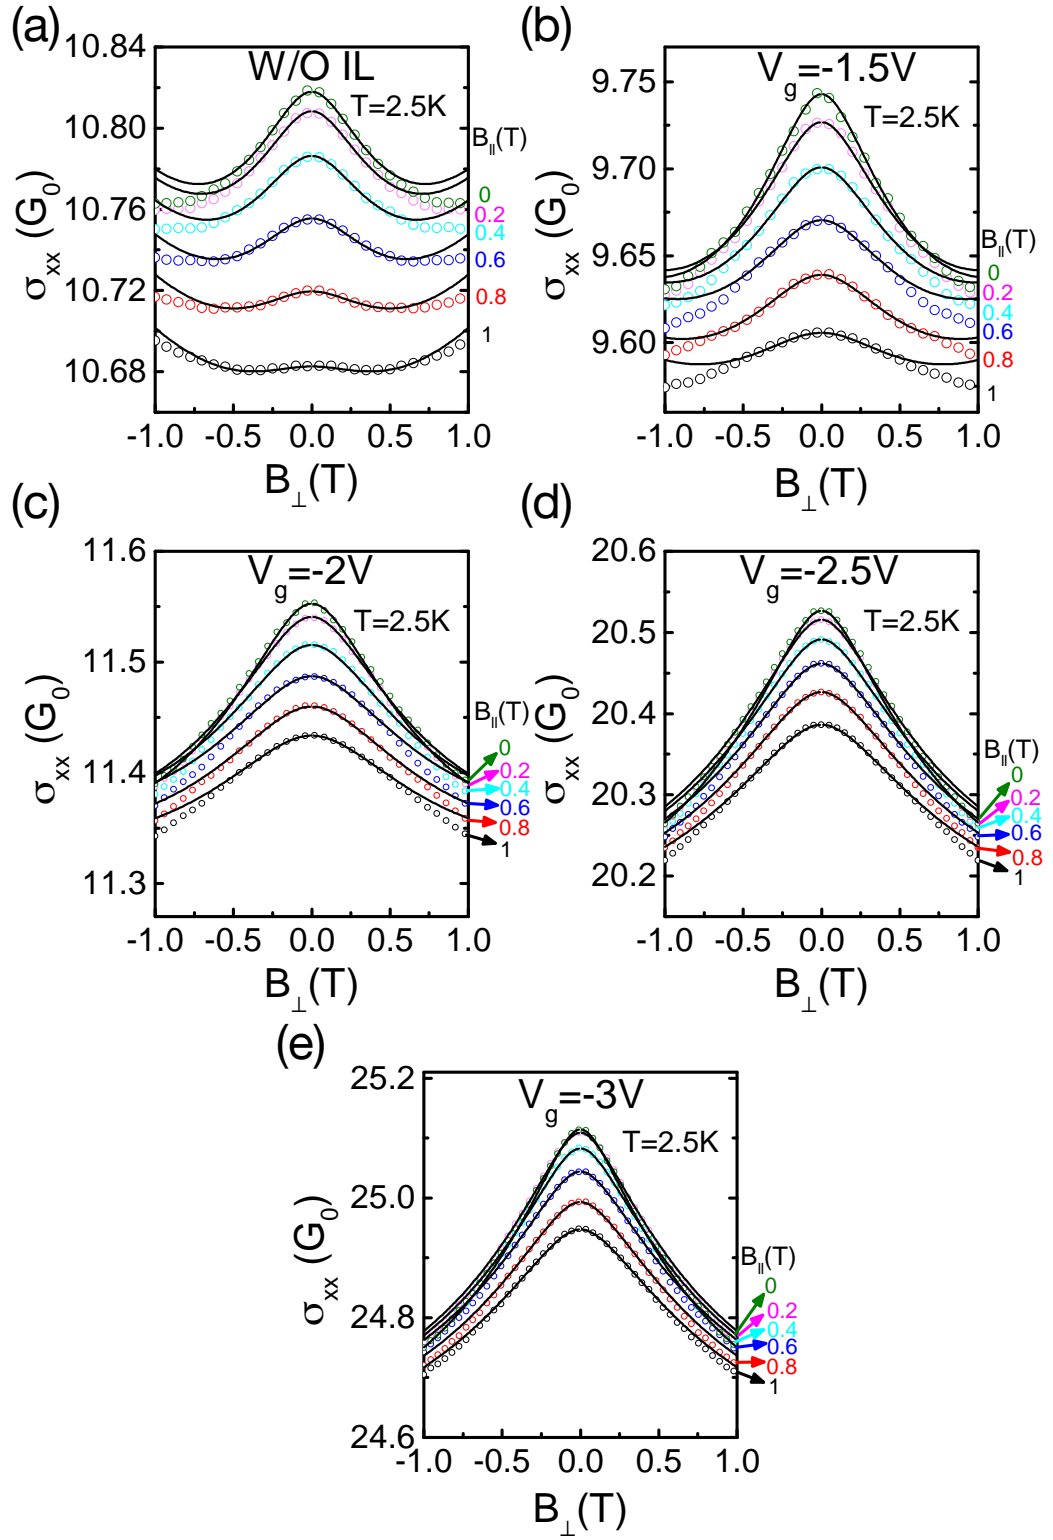 (a)
W/O IL
T=2.5K
B||(T)
0
0.2
0.4
0.6
0.8
1
10.84
10.80
10.76
10.72
10.68
σxx (G0)
-1.0 -0.5 0.0 0.5 1.0
B⊥(T)
(b)
Vg=-1.5V
T=2.5K
B||(T)
0
0.2
0.4
0.6
0.8
1
9.75
9.70
9.65
9.60
σxx (G0)
-1.0 -0.5 0.0 0.5 1.0
B⊥(T)
(c)
Vg=-2V
T=2.5K
B||(T)
0
0.2
0.4
0.6
0.8
1
11.6
11.5
11.4
11.3
σxx (G0)
-1.0 -0.5 0.0 0.5 1.0
B⊥(T)
(d)
Vg=-2.5V
T=2.5K
B||(T)
0
0.2
0.4
0.6
0.8
1
20.6
20.5
20.4
20.3
20.2
σxx (G0)
-1.0 -0.5 0.0 0.5 1.0
B⊥(T)
(e)
Vg=-3V
T=2.5K
B||(T)
0
0.2
0.4
0.6
0.8
1
25.2
25.0
24.8
24.6
σxx (G0)
-1.0 -0.5 0.0 0.5 1.0
B⊥(T)